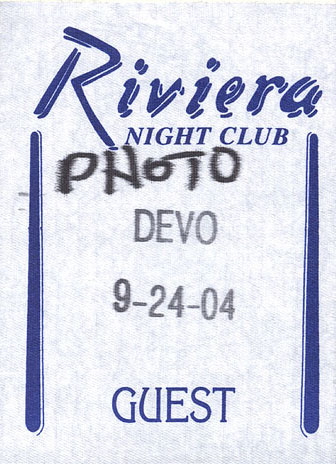 Riviera
NIGHT CLUB
PHOTO
DEVO
9-24-04
GUEST